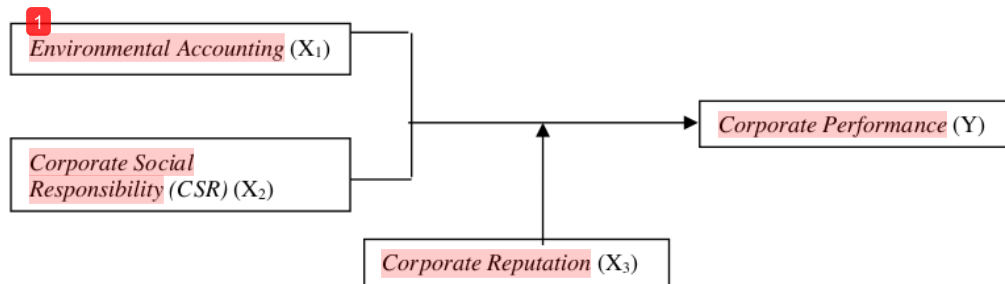 1
Environmental Accounting (X₁)
Corporate Performance (Y)
Corporate Social
Responsibility (CSR) (X₂)
Corporate Reputation (X₃)